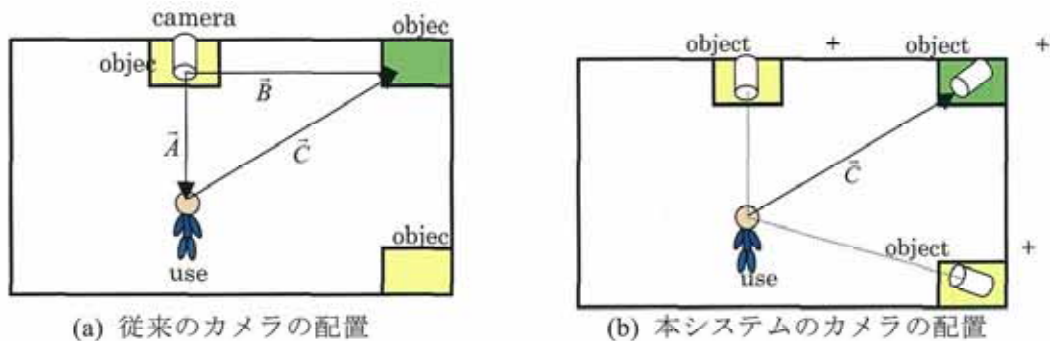 camera
objec
objec
B
A
C
objec
use
(a) 従来のカメラの配置
object +
object +
C
object +
use
(b) 本システムのカメラの配置